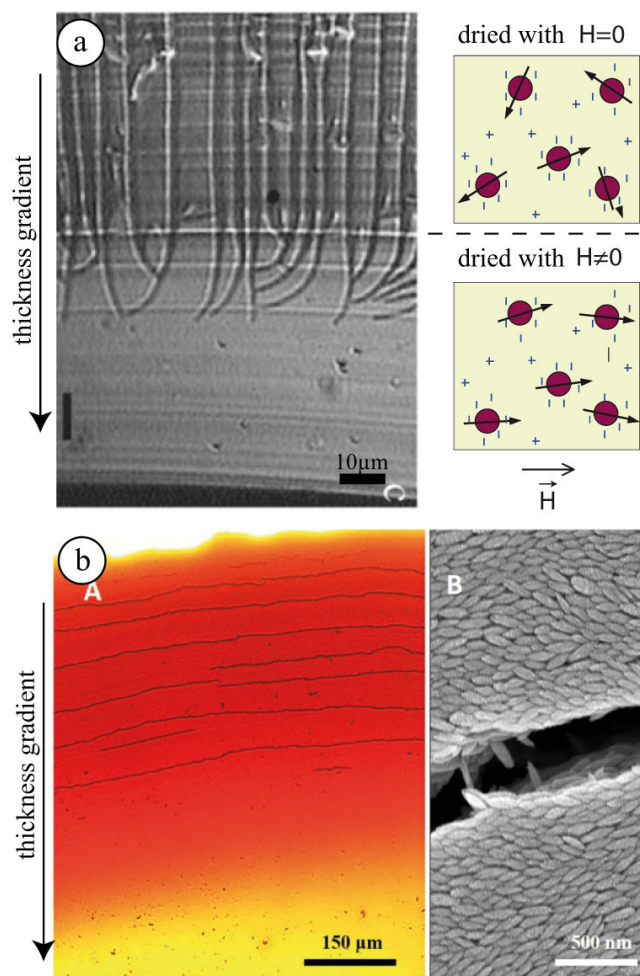 a
thickness gradient
10µm
C
dried with H=0
dried with H≠0
H
b
A
thickness gradient
150 µm
B
500 nm